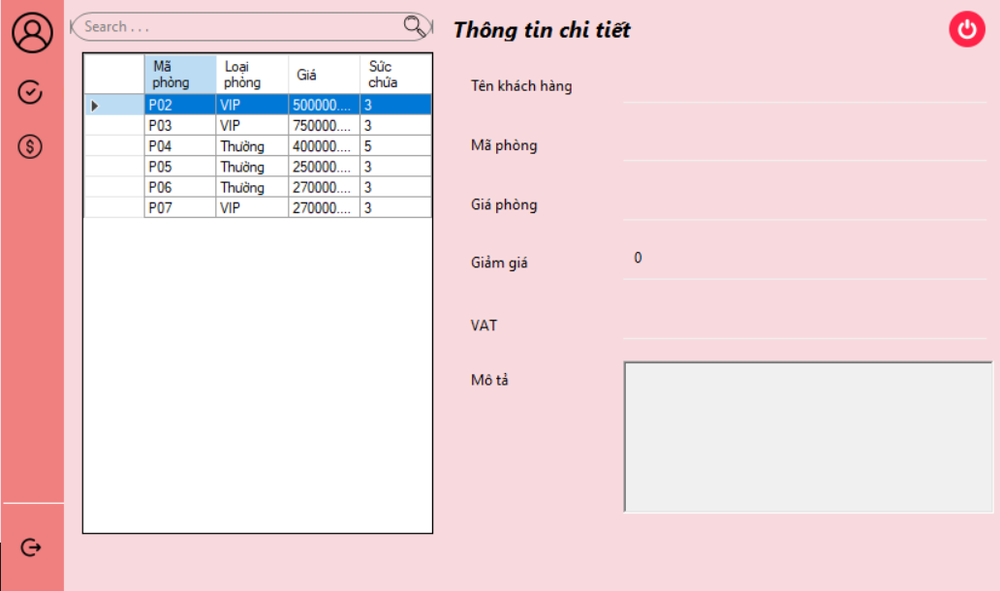 Search . . .
Thông tin chi tiết
Mã phòng Loại phòng Giá Sức chứa
P02 VIP 500000.... 3
P03 VIP 750000.... 3
P04 Thường 400000.... 5
P05 Thường 250000.... 3
P06 Thường 270000.... 3
P07 VIP 270000.... 3
Tên khách hàng
Mã phòng
Giá phòng
Giảm giá 0
VAT
Mô tả